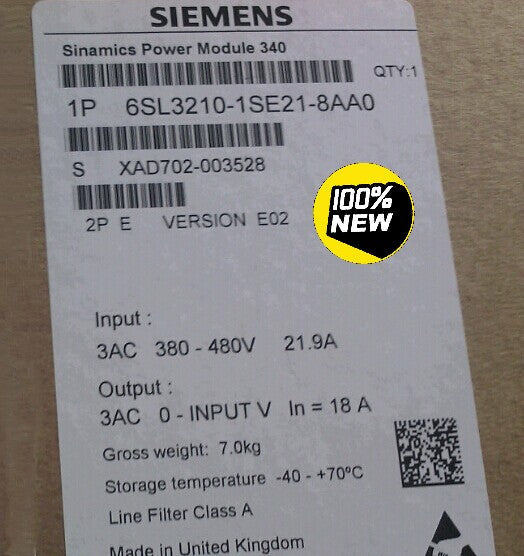 SIEMENS
Sinamics Power Module 340
QTY:1
1P 6SL3210-1SE21-8AA0
S XAD702-003528
2P E VERSION E02
100%
NEW
Input :
3AC 380 - 480V 21.9A
Output :
3AC 0 - INPUT V In = 18 A
Gross weight: 7.0kg
Storage temperature -40 - +70ºC
Line Filter Class A
Made in United Kingdom